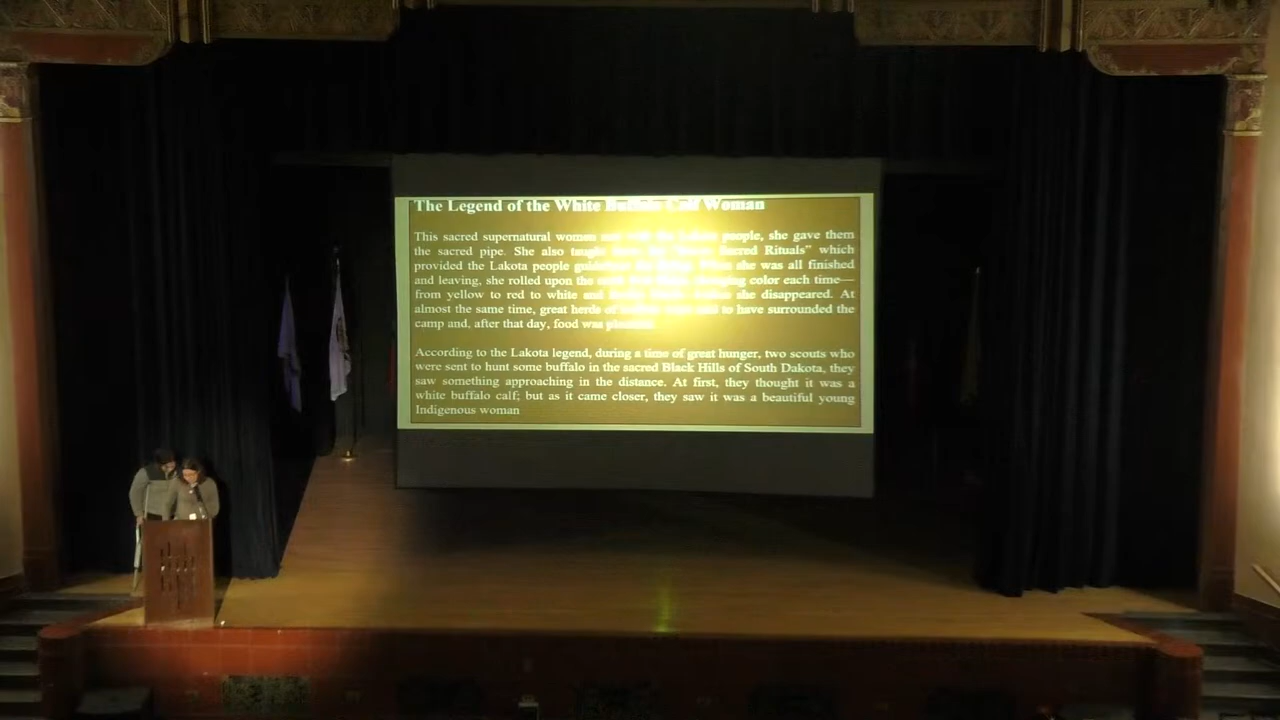 The Legend of the White Buffalo Calf Woman
This sacred supernatural women people, she gave them
the sacred pipe. She also taught Sacred Rituals” which
provided the Lakota people she was all finished
and leaving, she rolled upon the color each time—
from yellow to red to white and she disappeared. At
almost the same time, great herds of to have surrounded the
camp and, after that day, food was
According to the Lakota legend, during a time of great hunger, two scouts who
were sent to hunt some buffalo in the sacred Black Hills of South Dakota, they
saw something approaching in the distance. At first, they thought it was a
white buffalo calf; but as it came closer, they saw it was a beautiful young
Indigenous woman